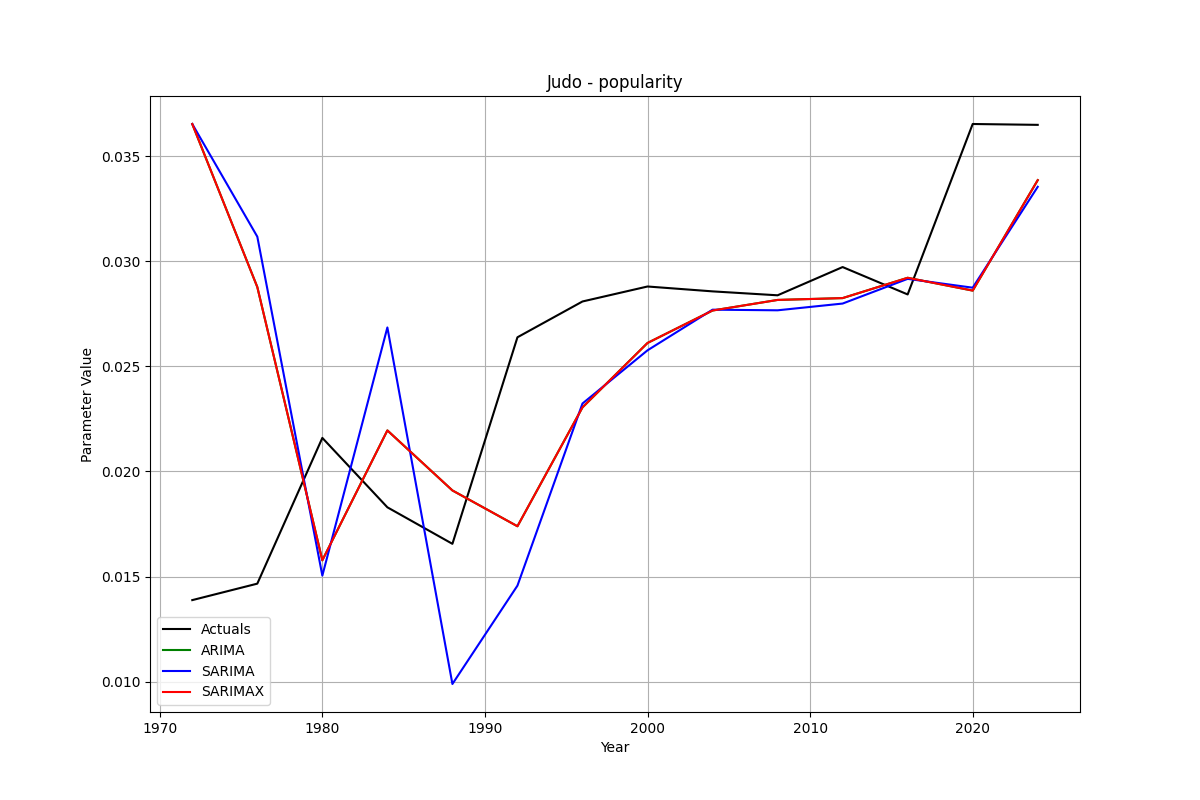 Judo - popularity
Parameter Value
0.035
0.030
0.025
0.020
0.015
0.010
Actuals
ARIMA
SARIMA
SARIMAX
1970 1980 1990 2000 2010 2020
Year